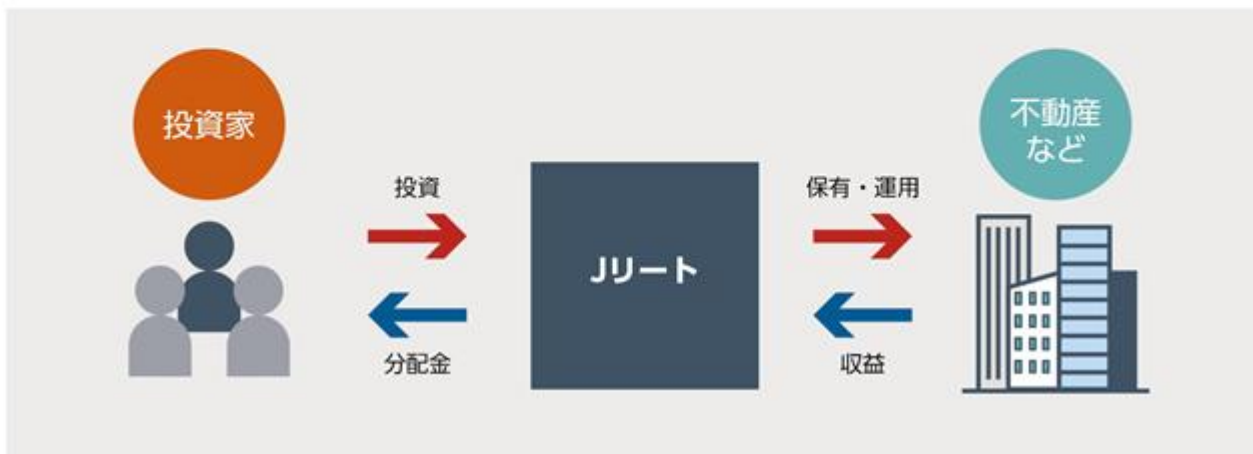 投資家
不動産
など
投資
保有・運用
Jリート
分配金
収益